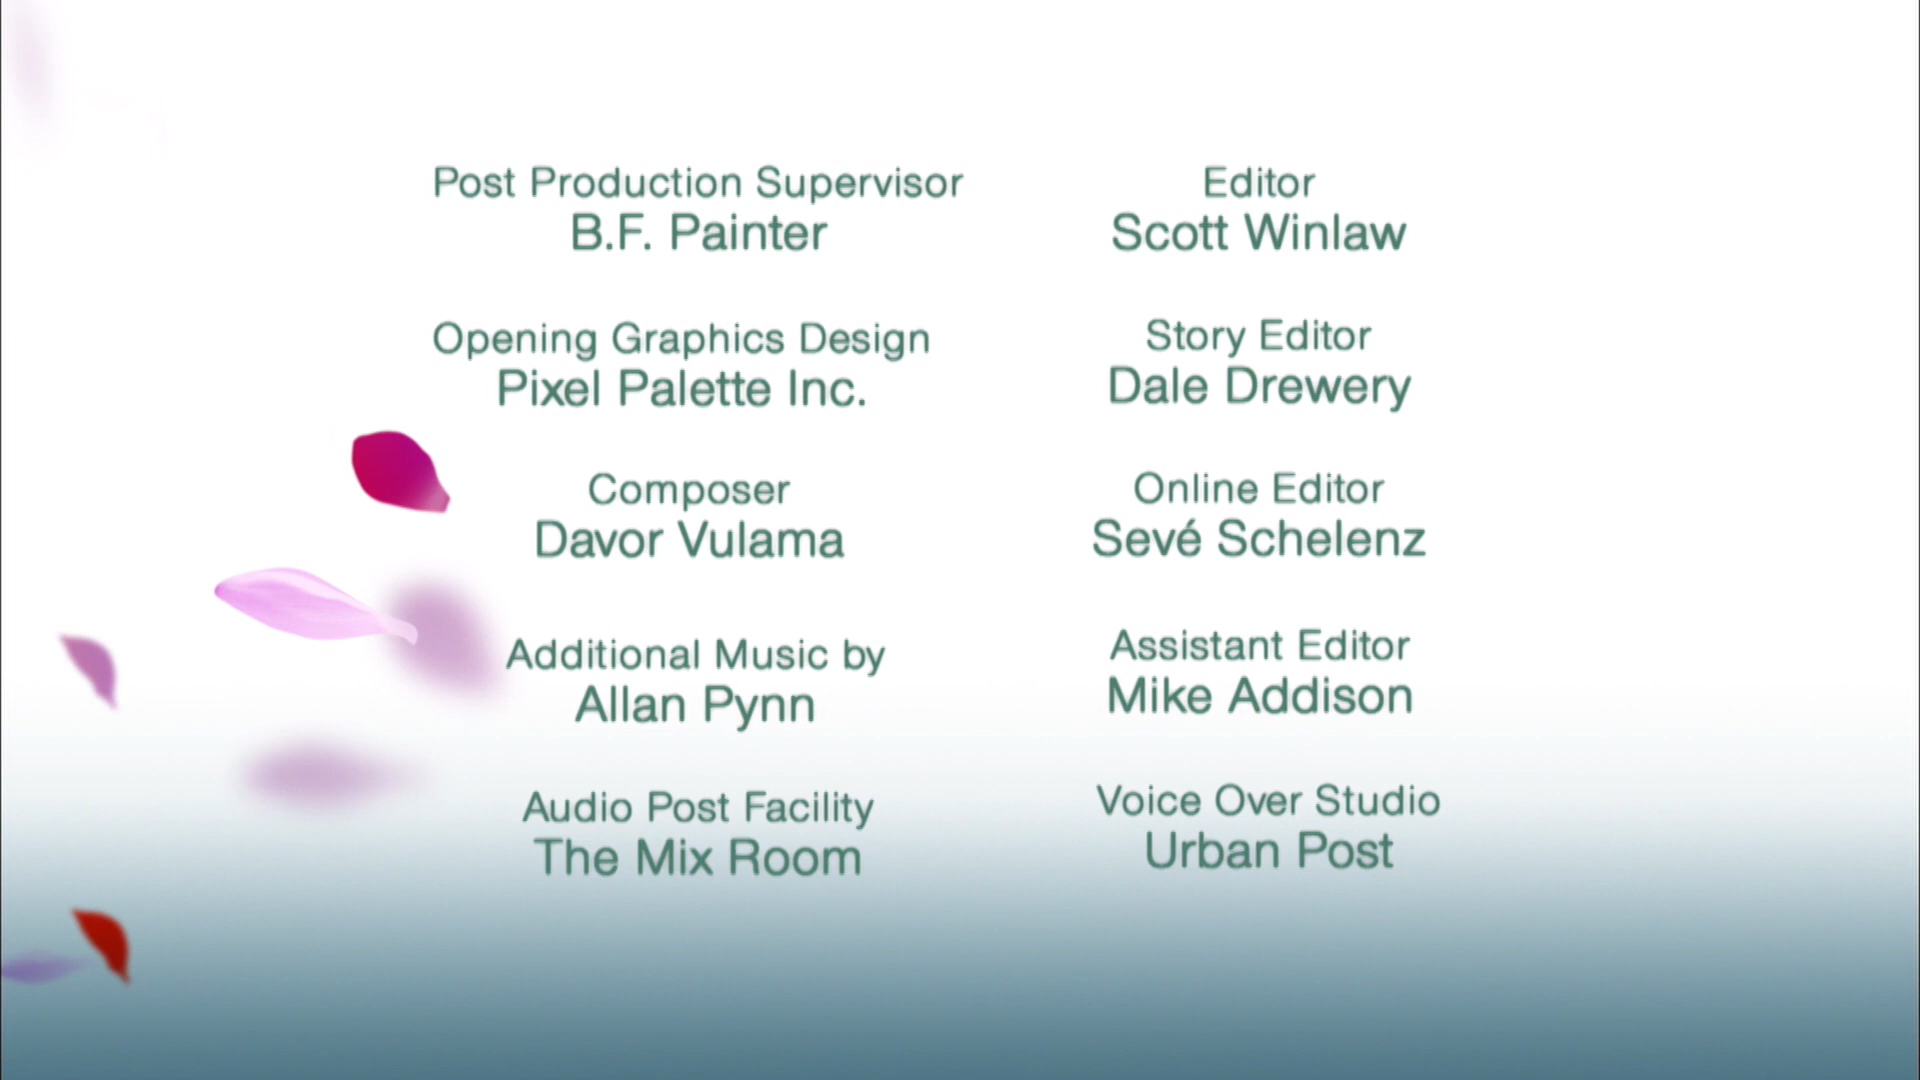 Post Production Supervisor
B.F. Painter
Opening Graphics Design
Pixel Palette Inc.
Composer
Davor Vulama
Additional Music by
Allan Pynn
Audio Post Facility
The Mix Room
Editor
Scott Winlaw
Story Editor
Dale Drewery
Online Editor
Sevé Schelenz
Assistant Editor
Mike Addison
Voice Over Studio
Urban Post